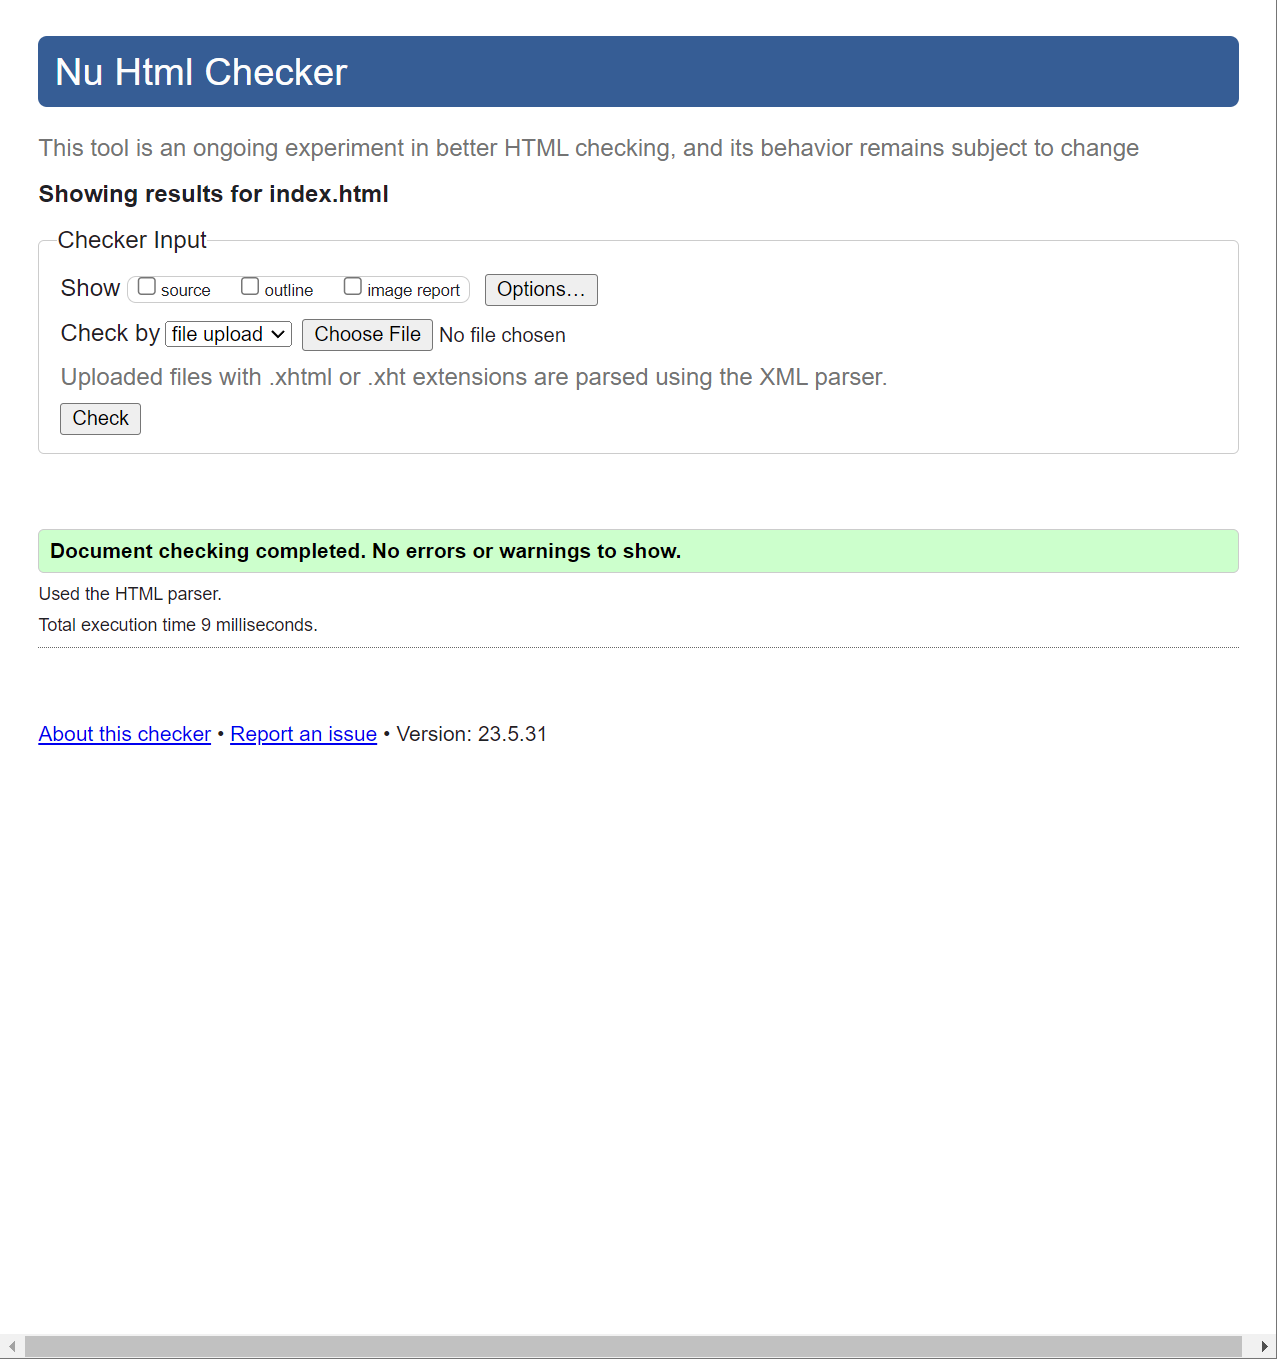 Nu Html Checker
This tool is an ongoing experiment in better HTML checking, and its behavior remains subject to change
Showing results for index.html
Checker Input
Show source outline image report Options...
Check by file upload Choose File No file chosen
Uploaded files with .xhtml or .xht extensions are parsed using the XML parser.
Check
Document checking completed. No errors or warnings to show.
Used the HTML parser.
Total execution time 9 milliseconds.
About this checker • Report an issue • Version: 23.5.31